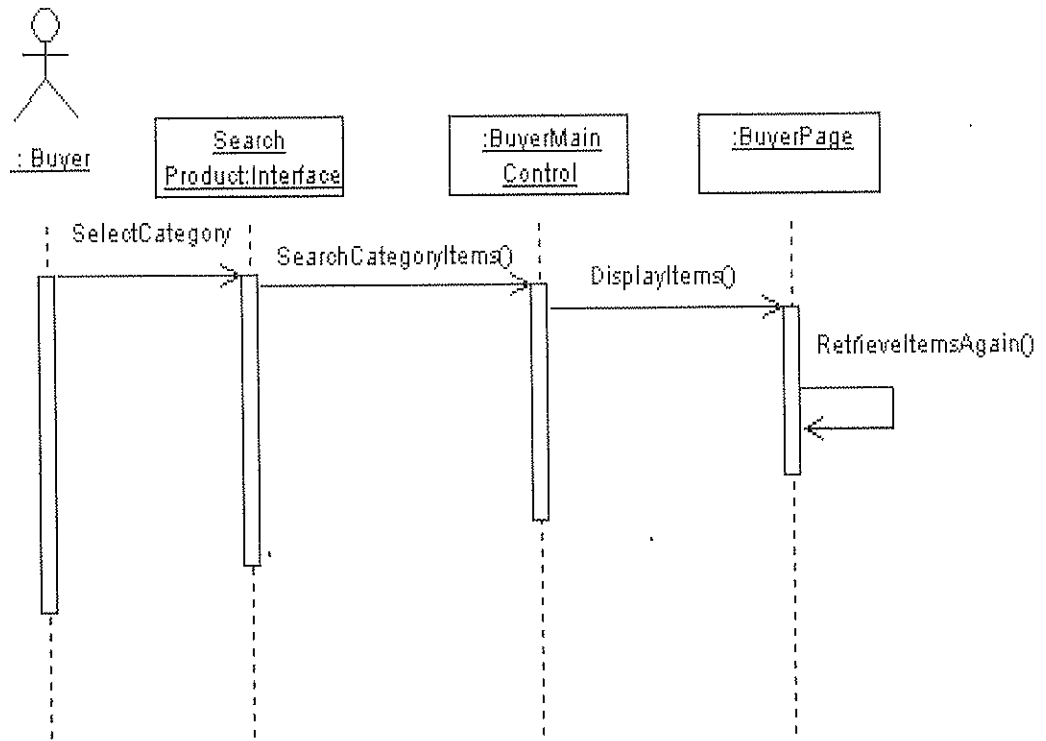 : Buyer
Search
Product:Interface
:BuyerMain
Control
:BuyerPage
SelectCategory
SearchCategoryItems()
DisplayItems()
RetrieveItemsAgain()